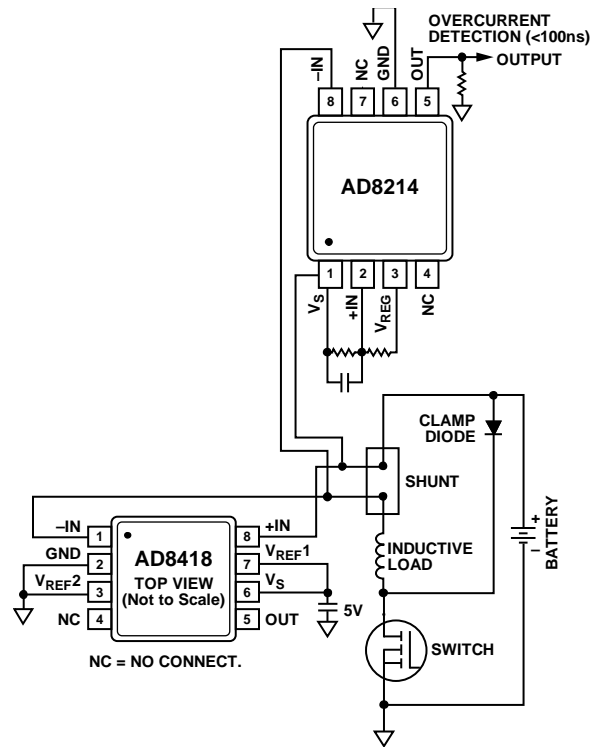 OVERCURRENT
DETECTION (<100ns)
OUTPUT
–IN
NC
GND
OUT
8
7
6
5
AD8214
1
2
3
4
VS
+IN
VREG
NC
CLAMP
DIODE
SHUNT
BATTERY
+
–
INDUCTIVE
LOAD
SWITCH
–IN
1
8
+IN
GND
2
AD8418
7
VREF1
VREF2
3
TOP VIEW
(Not to Scale)
6
VS
NC
4
5
OUT
5V
NC = NO CONNECT.